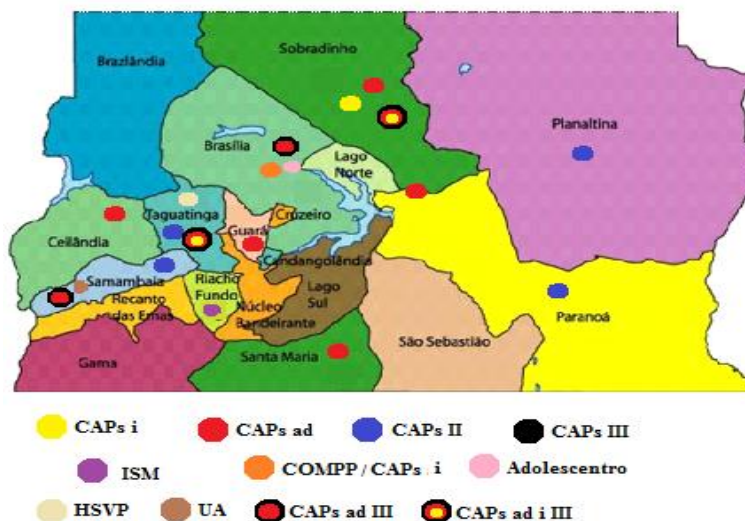 Sobradinho
Brazlândia
Planaltina
Brasília
Lago
Norte
Taguatinga
Cruzeiro
Guará
Ceilândia
Candangolândia
Samambaia
Riacho
Fundo
Lago
Sul
Recanto
das Emas
Núcleo
Bandeirante
Paranoá
São Sebastião
Gama
Santa Maria
CAPs i
CAPs ad
CAPs II
CAPs III
ISM
COMPP / CAPs i
Adolescentro
HSVP
UA
CAPs ad III
CAPs ad i III